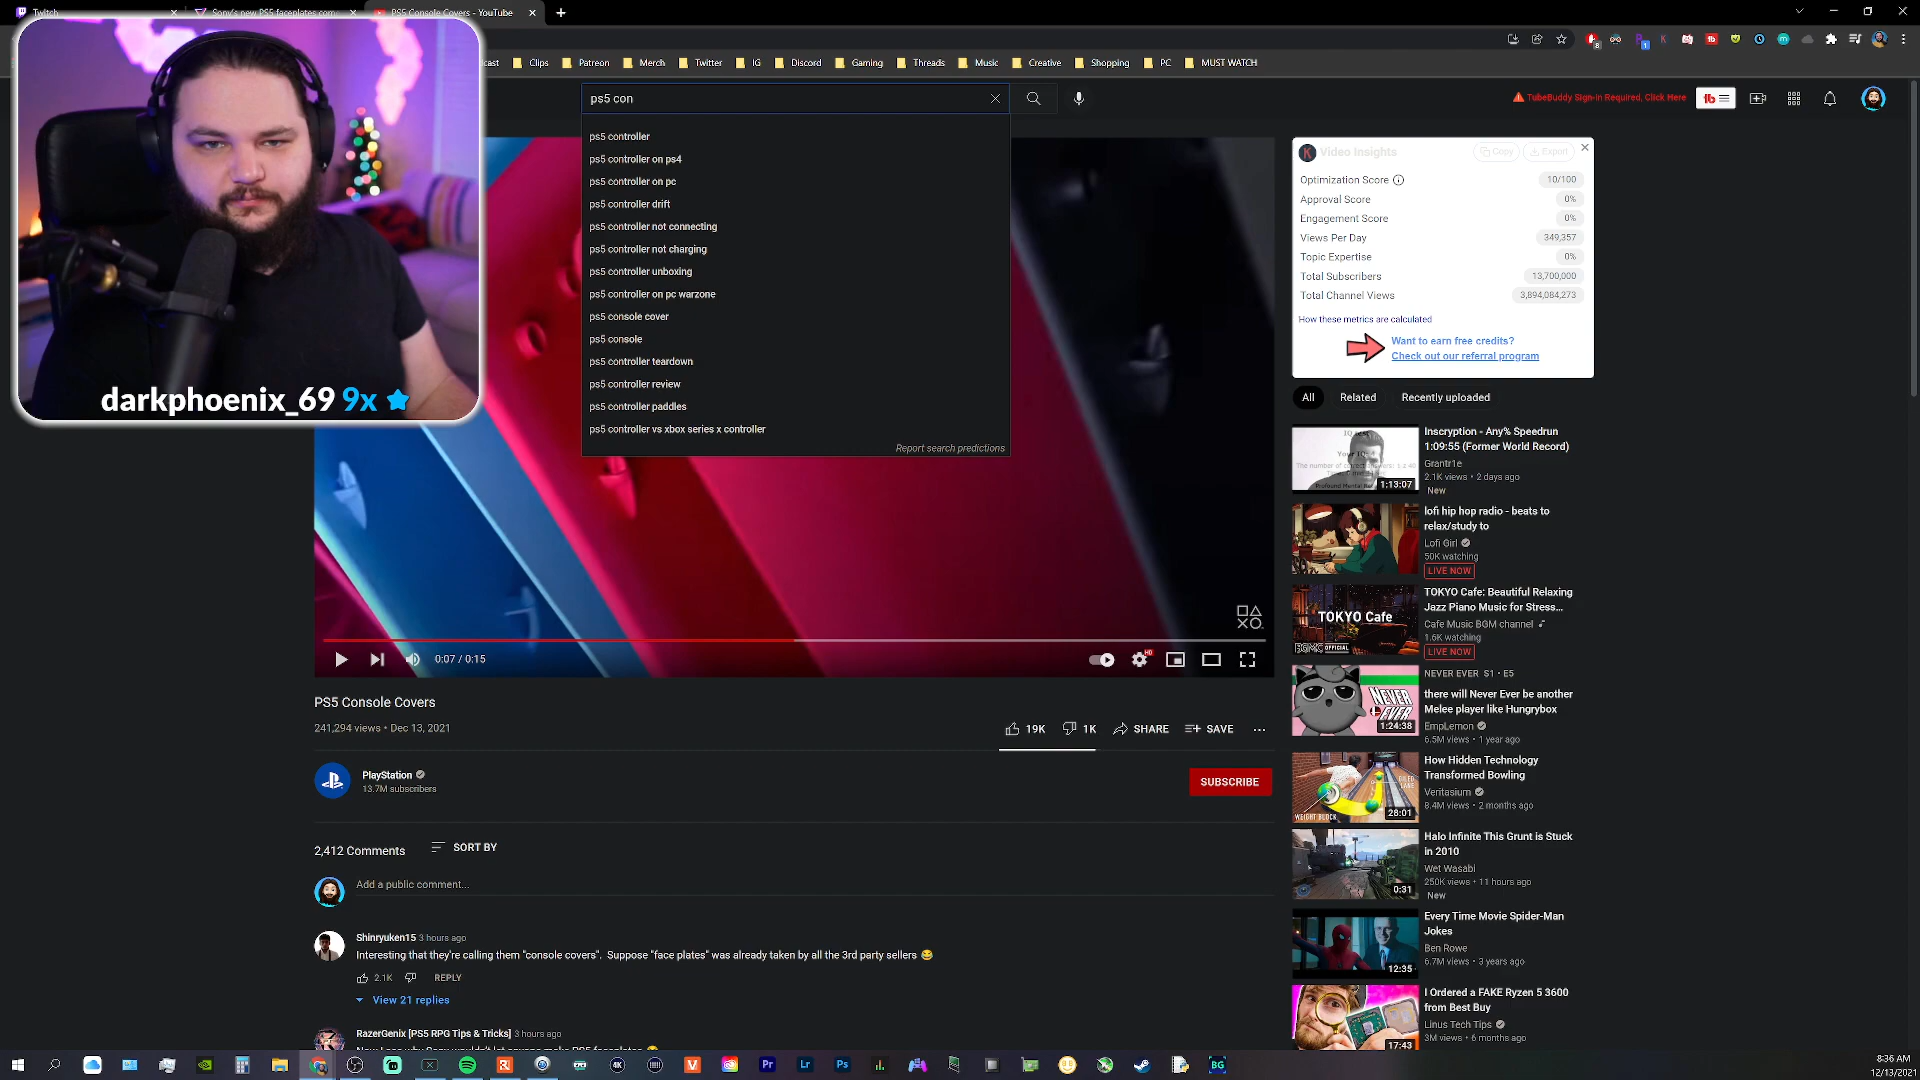 Twitch
Sony's new PS5 faceplates com
PS5 Console Covers - YouTube
Clips
Patreon
Merch
Twitter
IG
Discord
Gaming
Threads
Music
Creative
Shopping
PC
MUST WATCH
ps5 con
TubeBuddy Sign-In Required, Click Here
ps5 controller
ps5 controller on ps4
ps5 controller on pc
ps5 controller drift
ps5 controller not connecting
ps5 controller not charging
ps5 controller unboxing
ps5 controller on pc warzone
ps5 console cover
ps5 console
ps5 controller teardown
ps5 controller review
ps5 controller paddles
ps5 controller vs xbox series x controller
Report search predictions
darkphoenix_69 9x
Video Insights
Copy
Export
Optimization Score 10/100
Approval Score 0%
Engagement Score 0%
Views Per Day 349,357
Topic Expertise 0%
Total Subscribers 13,700,000
Total Channel Views 3,894,084,273
How these metrics are calculated
Want to earn free credits?
Check out our referral program
All
Related
Recently uploaded
Inscryption - Any% Speedrun
1:09:55 (Former World Record)
Grantr1e
2.1K views • 2 days ago
New
1:13:07
lofi hip hop radio - beats to
relax/study to
Lofi Girl
50K watching
LIVE NOW
TOKYO Cafe
TOKYO Cafe: Beautiful Relaxing
Jazz Piano Music for Stress...
Cafe Music BGM channel
1.6K watching
LIVE NOW
NEVER EVER S1 • E5
there will Never Ever be another
Melee player like Hungrybox
EmpLemon
6.5M views • 1 year ago
NEVER
EVER
1:24:38
How Hidden Technology
Transformed Bowling
Veritasium
8.4M views • 2 months ago
WEIGHT BLOCK
28:01
Halo Infinite This Grunt is Stuck
in 2010
Wet Wasabi
250K views • 11 hours ago
New
0:31
Every Time Movie Spider-Man
Jokes
Ben Rowe
6.7M views • 3 years ago
12:35
I Ordered a FAKE Ryzen 5 3600
from Best Buy
Linus Tech Tips
3M views • 6 months ago
17:43
0:07 / 0:15
HD
PS5 Console Covers
241,294 views • Dec 13, 2021
19K
1K
SHARE
SAVE
PlayStation
13.7M subscribers
SUBSCRIBE
2,412 Comments
SORT BY
Add a public comment...
Shinryuken15 3 hours ago
Interesting that they're calling them "console covers". Suppose "face plates" was already taken by all the 3rd party sellers 😂
2.1K
REPLY
View 21 replies
RazerGenix [PS5 RPG Tips & Tricks] 3 hours ago
8:36 AM
12/13/2021